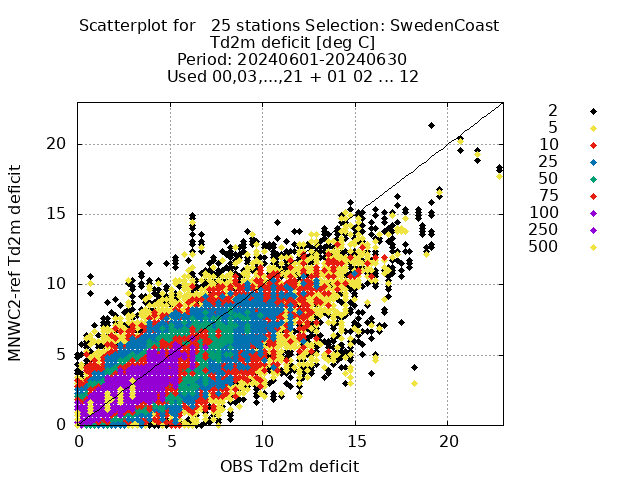 Scatterplot for   25 stations Selection: SwedenCoast
Td2m deficit [deg C]
Period: 20240601-20240630
Used 00,03,...,21 + 01 02 ... 12
MNWC2-ref Td2m deficit
20
15
10
5
0
0 5 10 15 20
OBS Td2m deficit
2
5
10
25
50
75
100
250
500